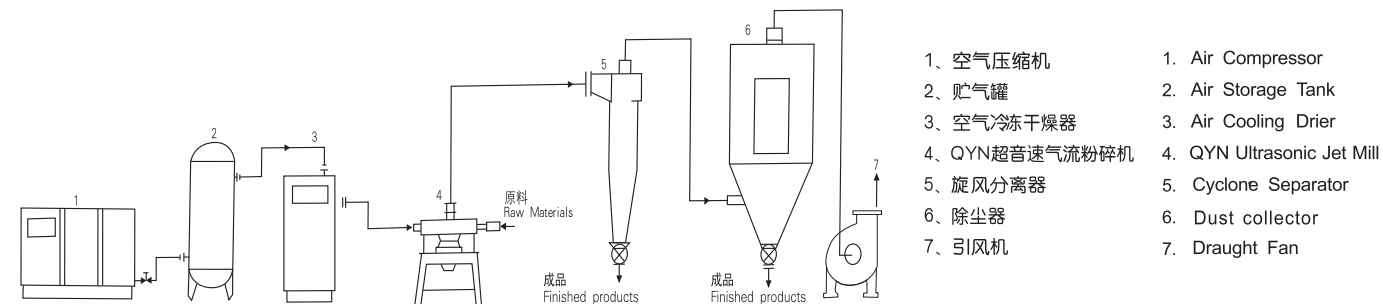 1
2
3
4
原料
Raw Materials
5
成品
Finished products
6
成品
Finished products
7
1、空气压缩机
2、贮气罐
3、空气冷冻干燥器
4、QYN超音速气流粉碎机
5、旋风分离器
6、除尘器
7、引风机
1. Air Compressor
2. Air Storage Tank
3. Air Cooling Drier
4. QYN Ultrasonic Jet Mill
5. Cyclone Separator
6. Dust collector
7. Draught Fan